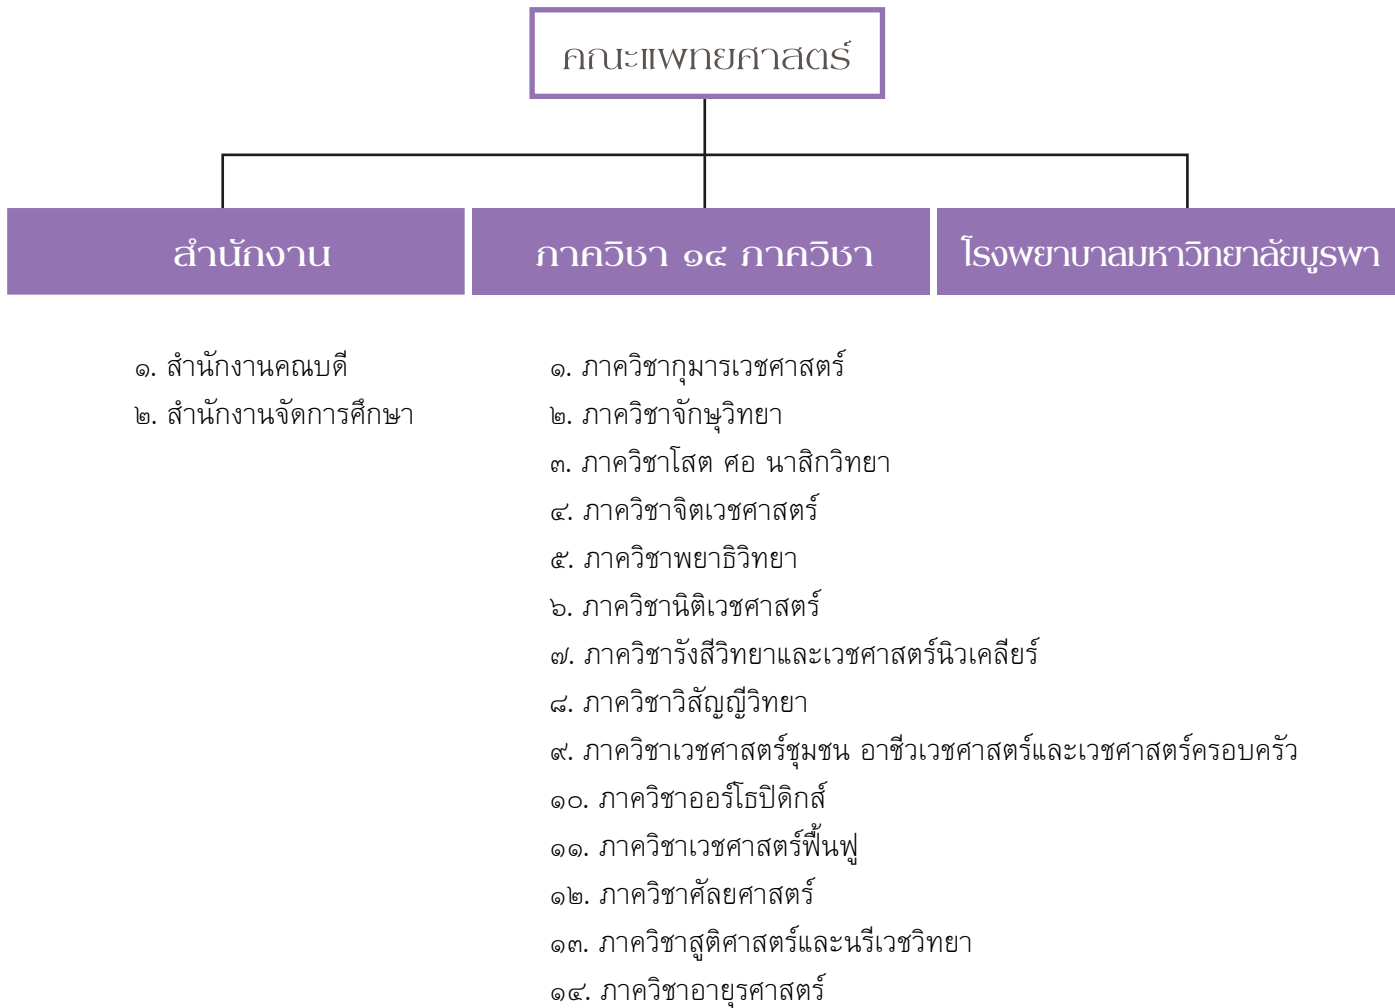 คณะแพทยศาสตร์
สำนักงาน
ภาควิชา ๑๔ ภาควิชา
โรงพยาบาลมหาวิทยาลัยบูรพา
๑. สำนักงานคณบดี
๒. สำนักงานจัดการศึกษา
๑. ภาควิชากุมารเวชศาสตร์
๒. ภาควิชาจักษุวิทยา
๓. ภาควิชาโสต ศอ นาสิกวิทยา
๔. ภาควิชาจิตเวชศาสตร์
๕. ภาควิชาพยาธิวิทยา
๖. ภาควิชานิติเวชศาสตร์
๗. ภาควิชารังสีวิทยาและเวชศาสตร์นิวเคลียร์
๘. ภาควิชาวิสัญญีวิทยา
๙. ภาควิชาเวชศาสตร์ชุมชน อาชีวเวชศาสตร์และเวชศาสตร์ครอบครัว
๑๐. ภาควิชาออร์โธปิดิกส์
๑๑. ภาควิชาเวชศาสตร์ฟื้นฟู
๑๒. ภาควิชาศัลยศาสตร์
๑๓. ภาควิชาสูติศาสตร์และนรีเวชวิทยา
๑๔. ภาควิชาอายุรศาสตร์